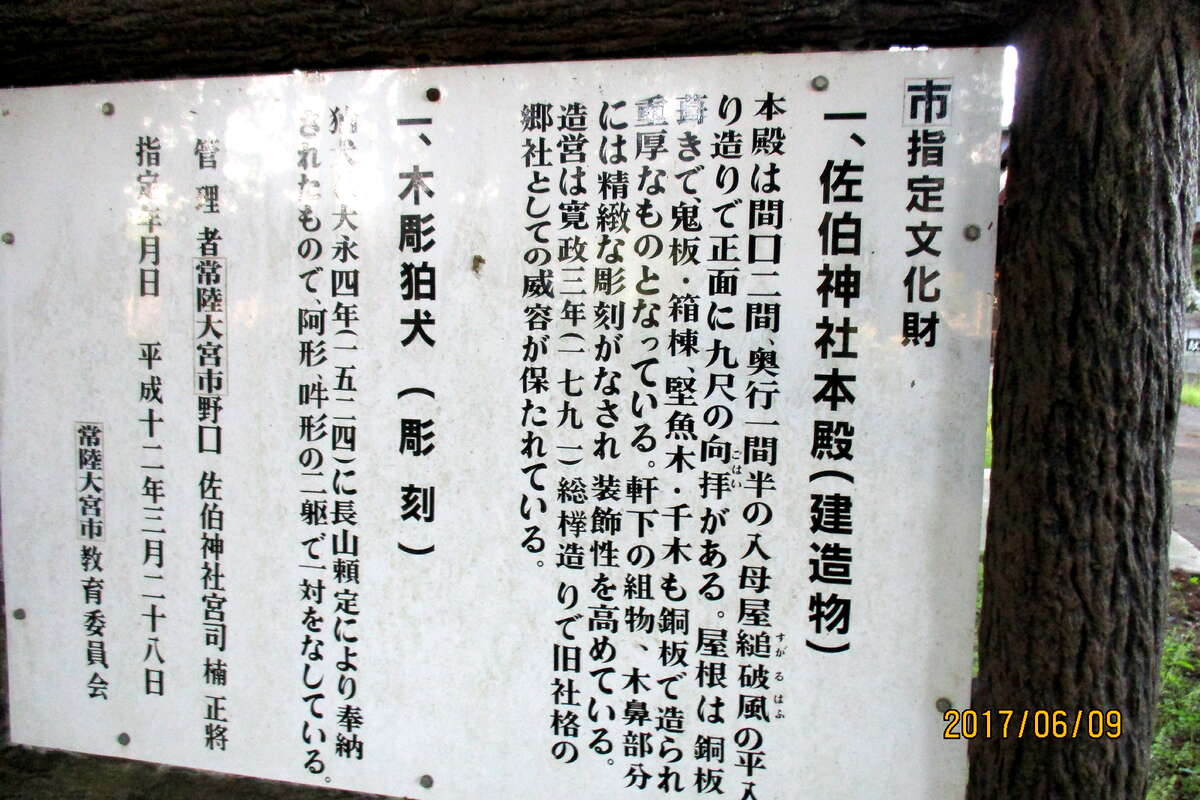 市指定文化財
一、佐伯神社本殿(建造物)
本殿は間口二間、奥行一間半の入母屋縋破風の平入
すがるはふ
り造りで正面に九尺の向拝がある。屋根は銅板
ごはい
葺きで、鬼板・箱棟、堅魚木・千木も銅板で造られ
重厚なものとなっている。軒下の組物、木鼻部分
には精緻な彫刻がなされ装飾性を高めている。
造営は寛政三年(一七九一)総欅造りで旧社格の
郷社としての威容が保たれている。
一、木彫狛犬(彫刻)
狛犬 大永四年(一五二四)に長山頼定により奉納
されたもので、阿形、吽形の二躯で一対をなしている。
管理者常陸大宮市野口 佐伯神社宮司 楠正將
指定年月日 平成十二年三月二十八日
常陸大宮市教育委員会
2017/06/09